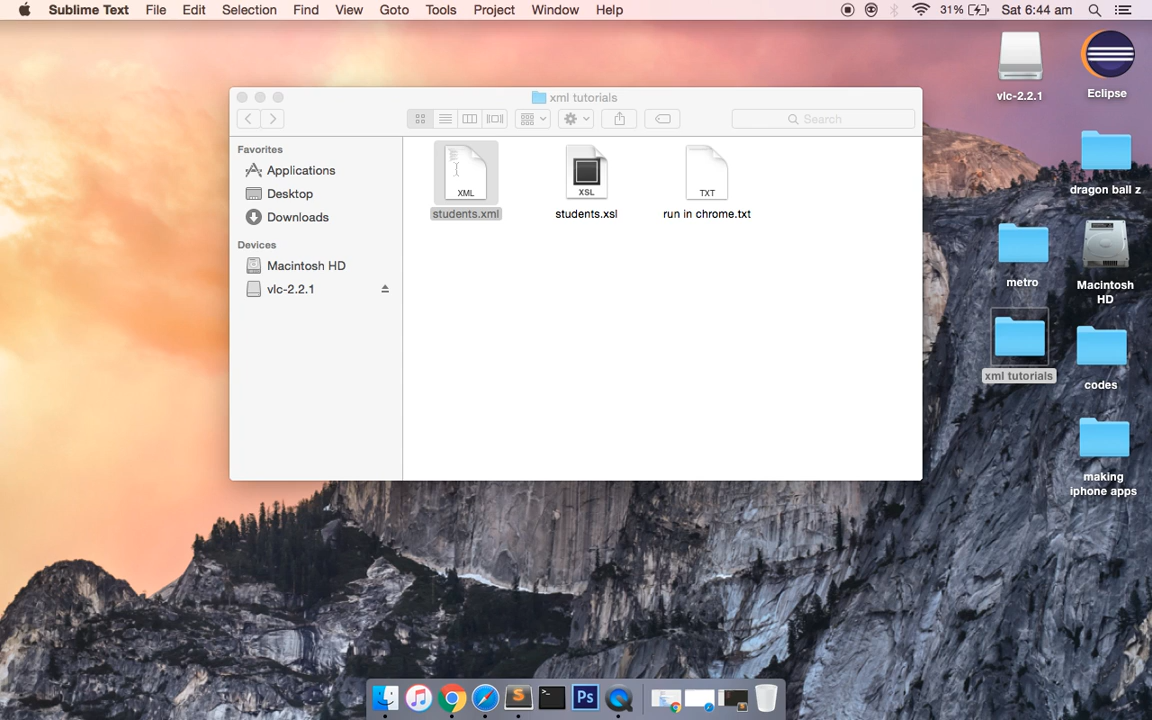 Sublime Text File Edit Selection Find View Goto Tools Project Window Help 31% Sat 6:44 am
xml tutorials
Search
Favorites
Applications
Desktop
Downloads
Devices
Macintosh HD
vlc-2.2.1
XML
students.xml
XSL
students.xsl
TXT
run in chrome.txt
vlc-2.2.1
Eclipse
dragon ball z
metro
Macintosh
HD
xml tutorials
codes
making
iphone apps
S
>_
Ps